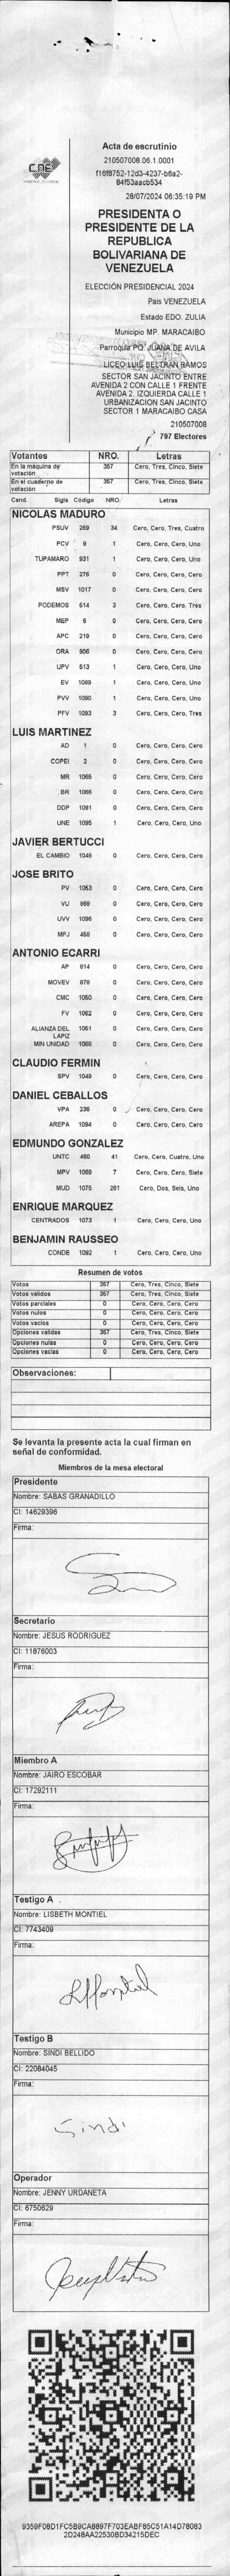 CNE
Acta de escrutinio
210507008.06.1.0001
f16f8752-12d3-4237-b6a2-
84f53aacb534
28/07/2024 06:35:19 PM
PRESIDENTA O
PRESIDENTE DE LA
REPUBLICA
BOLIVARIANA DE
VENEZUELA
ELECCIÓN PRESIDENCIAL 2024
Pais VENEZUELA
Estado EDO. ZULIA
Municipio MP. MARACAIBO
Parroquia PQ. JUANA DE AVILA
LICEO LUIS BELTRAN RAMOS
SECTOR SAN JACINTO ENTRE
AVENIDA 2 CON CALLE 1 FRENTE
AVENIDA 2. IZQUIERDA CALLE 1
URBANIZACION SAN JACINTO
SECTOR 1 MARACAIBO CASA
210507008
797 Electores
Votantes NRO. Letras
En la máquina de votación 357 Cero, Tres, Cinco, Siete
En el cuaderno de votación 357 Cero, Tres, Cinco, Siete
Cand. Sigla Código NRO. Letras
NICOLAS MADURO
PSUV 269 34 Cero, Cero, Tres, Cuatro
PCV 9 1 Cero, Cero, Cero, Uno
TUPAMARO 931 1 Cero, Cero, Cero, Uno
PPT 276 0 Cero, Cero, Cero, Cero
MSV 1017 0 Cero, Cero, Cero, Cero
PODEMOS 614 3 Cero, Cero, Cero, Tres
MEP 6 0 Cero, Cero, Cero, Cero
APC 219 0 Cero, Cero, Cero, Cero
ORA 906 0 Cero, Cero, Cero, Cero
UPV 613 1 Cero, Cero, Cero, Uno
EV 1089 1 Cero, Cero, Cero, Uno
PVV 1090 1 Cero, Cero, Cero, Uno
PFV 1093 3 Cero, Cero, Cero, Tres
LUIS MARTINEZ
AD 1 0 Cero, Cero, Cero, Cero
COPEI 2 0 Cero, Cero, Cero, Cero
MR 1065 0 Cero, Cero, Cero, Cero
BR 1066 0 Cero, Cero, Cero, Cero
DDP 1091 0 Cero, Cero, Cero, Cero
UNE 1095 1 Cero, Cero, Cero, Uno
JAVIER BERTUCCI
EL CAMBIO 1048 0 Cero, Cero, Cero, Cero
JOSE BRITO
PV 1053 0 Cero, Cero, Cero, Cero
VU 968 0 Cero, Cero, Cero, Cero
UVV 1096 0 Cero, Cero, Cero, Cero
MPJ 458 0 Cero, Cero, Cero, Cero
ANTONIO ECARRI
AP 814 0 Cero, Cero, Cero, Cero
MOVEV 878 0 Cero, Cero, Cero, Cero
CMC 1050 0 Cero, Cero, Cero, Cero
FV 1062 0 Cero, Cero, Cero, Cero
ALIANZA DEL LAPIZ 1061 0 Cero, Cero, Cero, Cero
MIN UNIDAD 1088 0 Cero, Cero, Cero, Cero
CLAUDIO FERMIN
SPV 1049 0 Cero, Cero, Cero, Cero
DANIEL CEBALLOS
VPA 236 0 Cero, Cero, Cero, Cero
AREPA 1094 0 Cero, Cero, Cero, Cero
EDMUNDO GONZALEZ
UNTC 460 41 Cero, Cero, Cuatro, Uno
MPV 1069 7 Cero, Cero, Cero, Siete
MUD 1075 261 Cero, Dos, Seis, Uno
ENRIQUE MARQUEZ
CENTRADOS 1073 1 Cero, Cero, Cero, Uno
BENJAMIN RAUSSEO
CONDE 1092 1 Cero, Cero, Cero, Uno
Resumen de votos
Votos 357 Cero, Tres, Cinco, Siete
Votos validos 357 Cero, Tres, Cinco, Siete
Votos parciales 0 Cero, Cero, Cero, Cero
Votos nulos 0 Cero, Cero, Cero, Cero
Votos vacios 0 Cero, Cero, Cero, Cero
Opciones validas 357 Cero, Tres, Cinco, Siete
Opciones nulas 0 Cero, Cero, Cero, Cero
Opciones vacias 0 Cero, Cero, Cero, Cero
Observaciones:
Se levanta la presente acta la cual firman en
señal de conformidad.
Miembros de la mesa electoral
Presidente
Nombre: SABAS GRANADILLO
CI: 14629396
Firma:
Secretario
Nombre: JESUS RODRIGUEZ
CI: 11876003
Firma:
Miembro A
Nombre: JAIRO ESCOBAR
CI: 17292111
Firma:
Testigo A
Nombre: LISBETH MONTIEL
CI: 7743409
Firma:
Testigo B
Nombre: SINDI BELLIDO
CI: 22084045
Firma:
Sindi
Operador
Nombre: JENNY URDANETA
CI: 6750629
Firma:
9359F08D1FC5B9CA8897F703EABF85C51A14D76083
2D248AA22530BD34215DEC